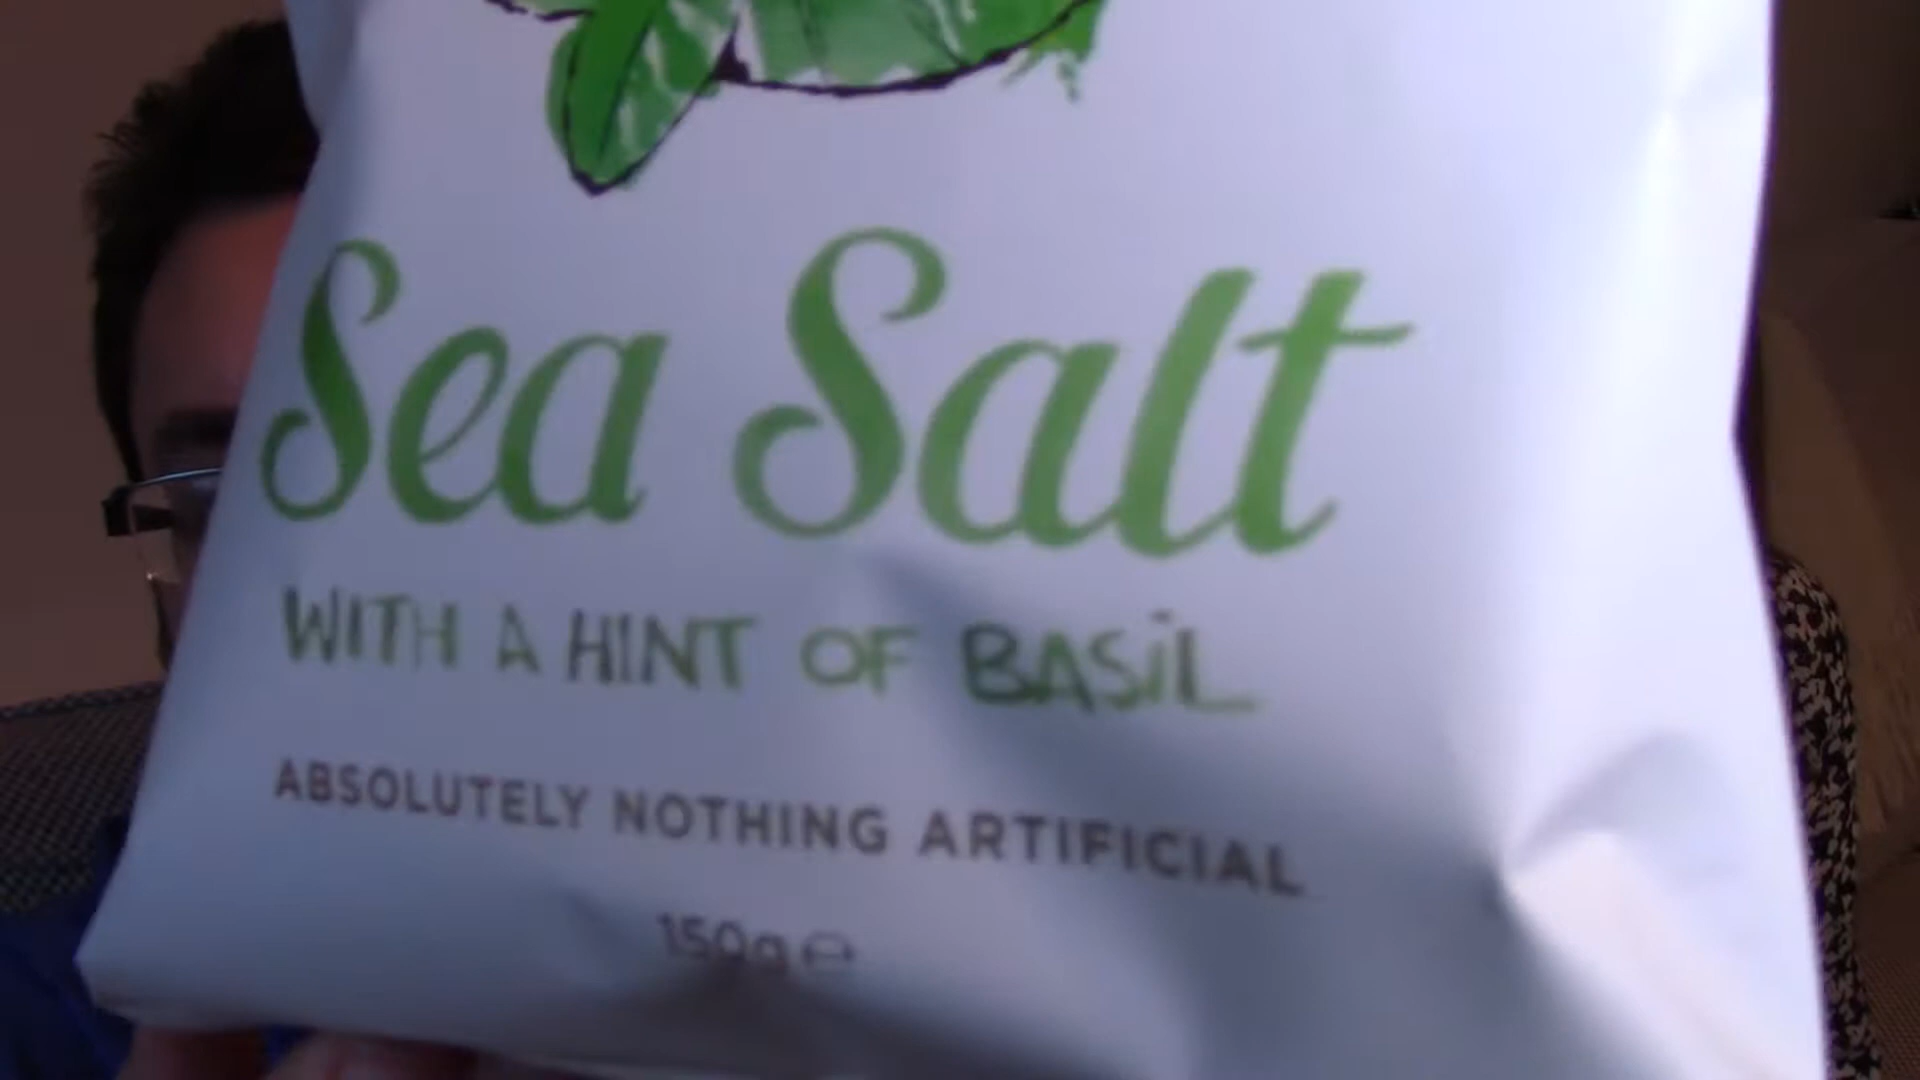 Sea Salt
WITH A HINT OF BASiL
ABSOLUTELY NOTHING ARTIFICIAL
150g ℮